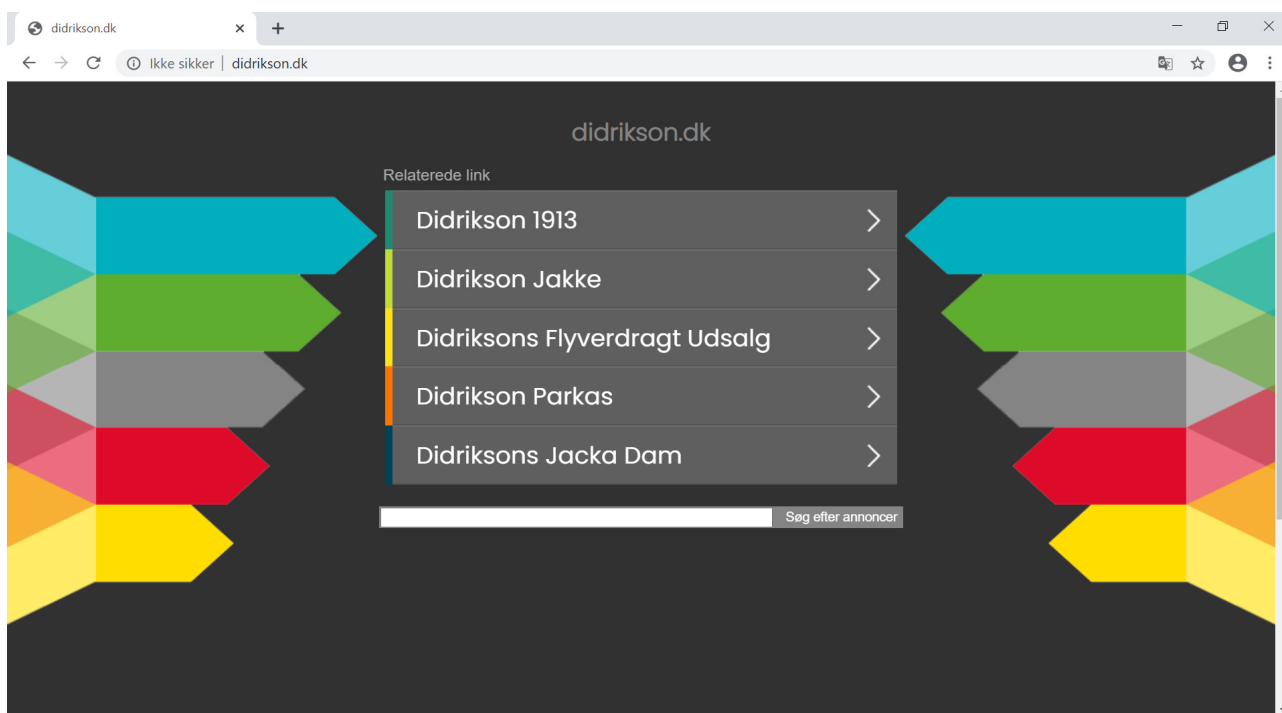 didrikson.dk
Ikke sikker | didrikson.dk
didrikson.dk
Relaterede link
Didrikson 1913
Didrikson Jakke
Didriksons Flyverdragt Udsalg
Didrikson Parkas
Didriksons Jacka Dam
Søg efter annoncer